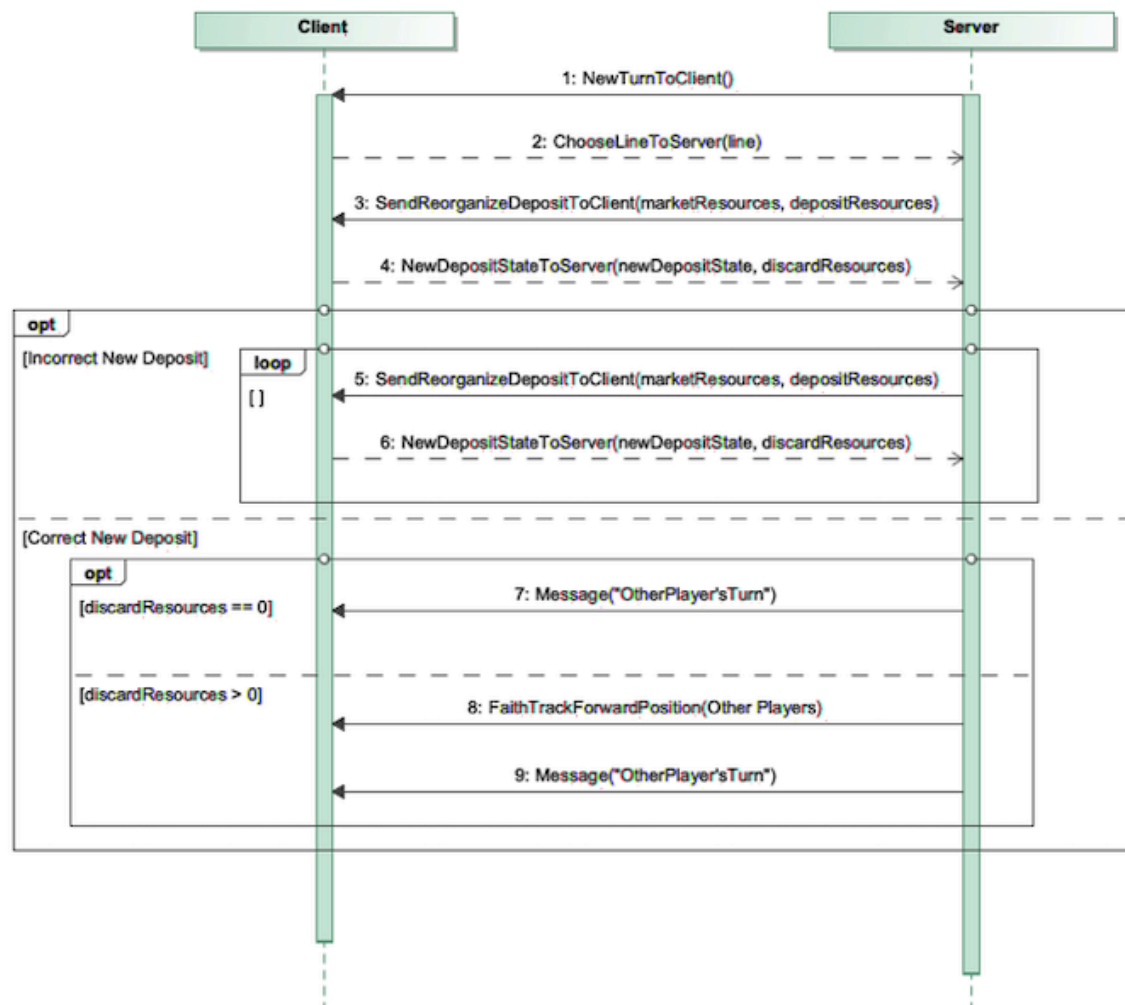 Client
Server
1: NewTurnToClient()
2: ChooseLineToServer(line)
3: SendReorganizeDepositToClient(marketResources, depositResources)
4: NewDepositStateToServer(newDepositState, discardResources)
opt
[Incorrect New Deposit]
loop
5: SendReorganizeDepositToClient(marketResources, depositResources)
[ ]
6: NewDepositStateToServer(newDepositState, discardResources)
[Correct New Deposit]
opt
7: Message("OtherPlayer'sTurn")
[discardResources == 0]
[discardResources > 0]
8: FaithTrackForwardPosition(Other Players)
9: Message("OtherPlayer'sTurn")